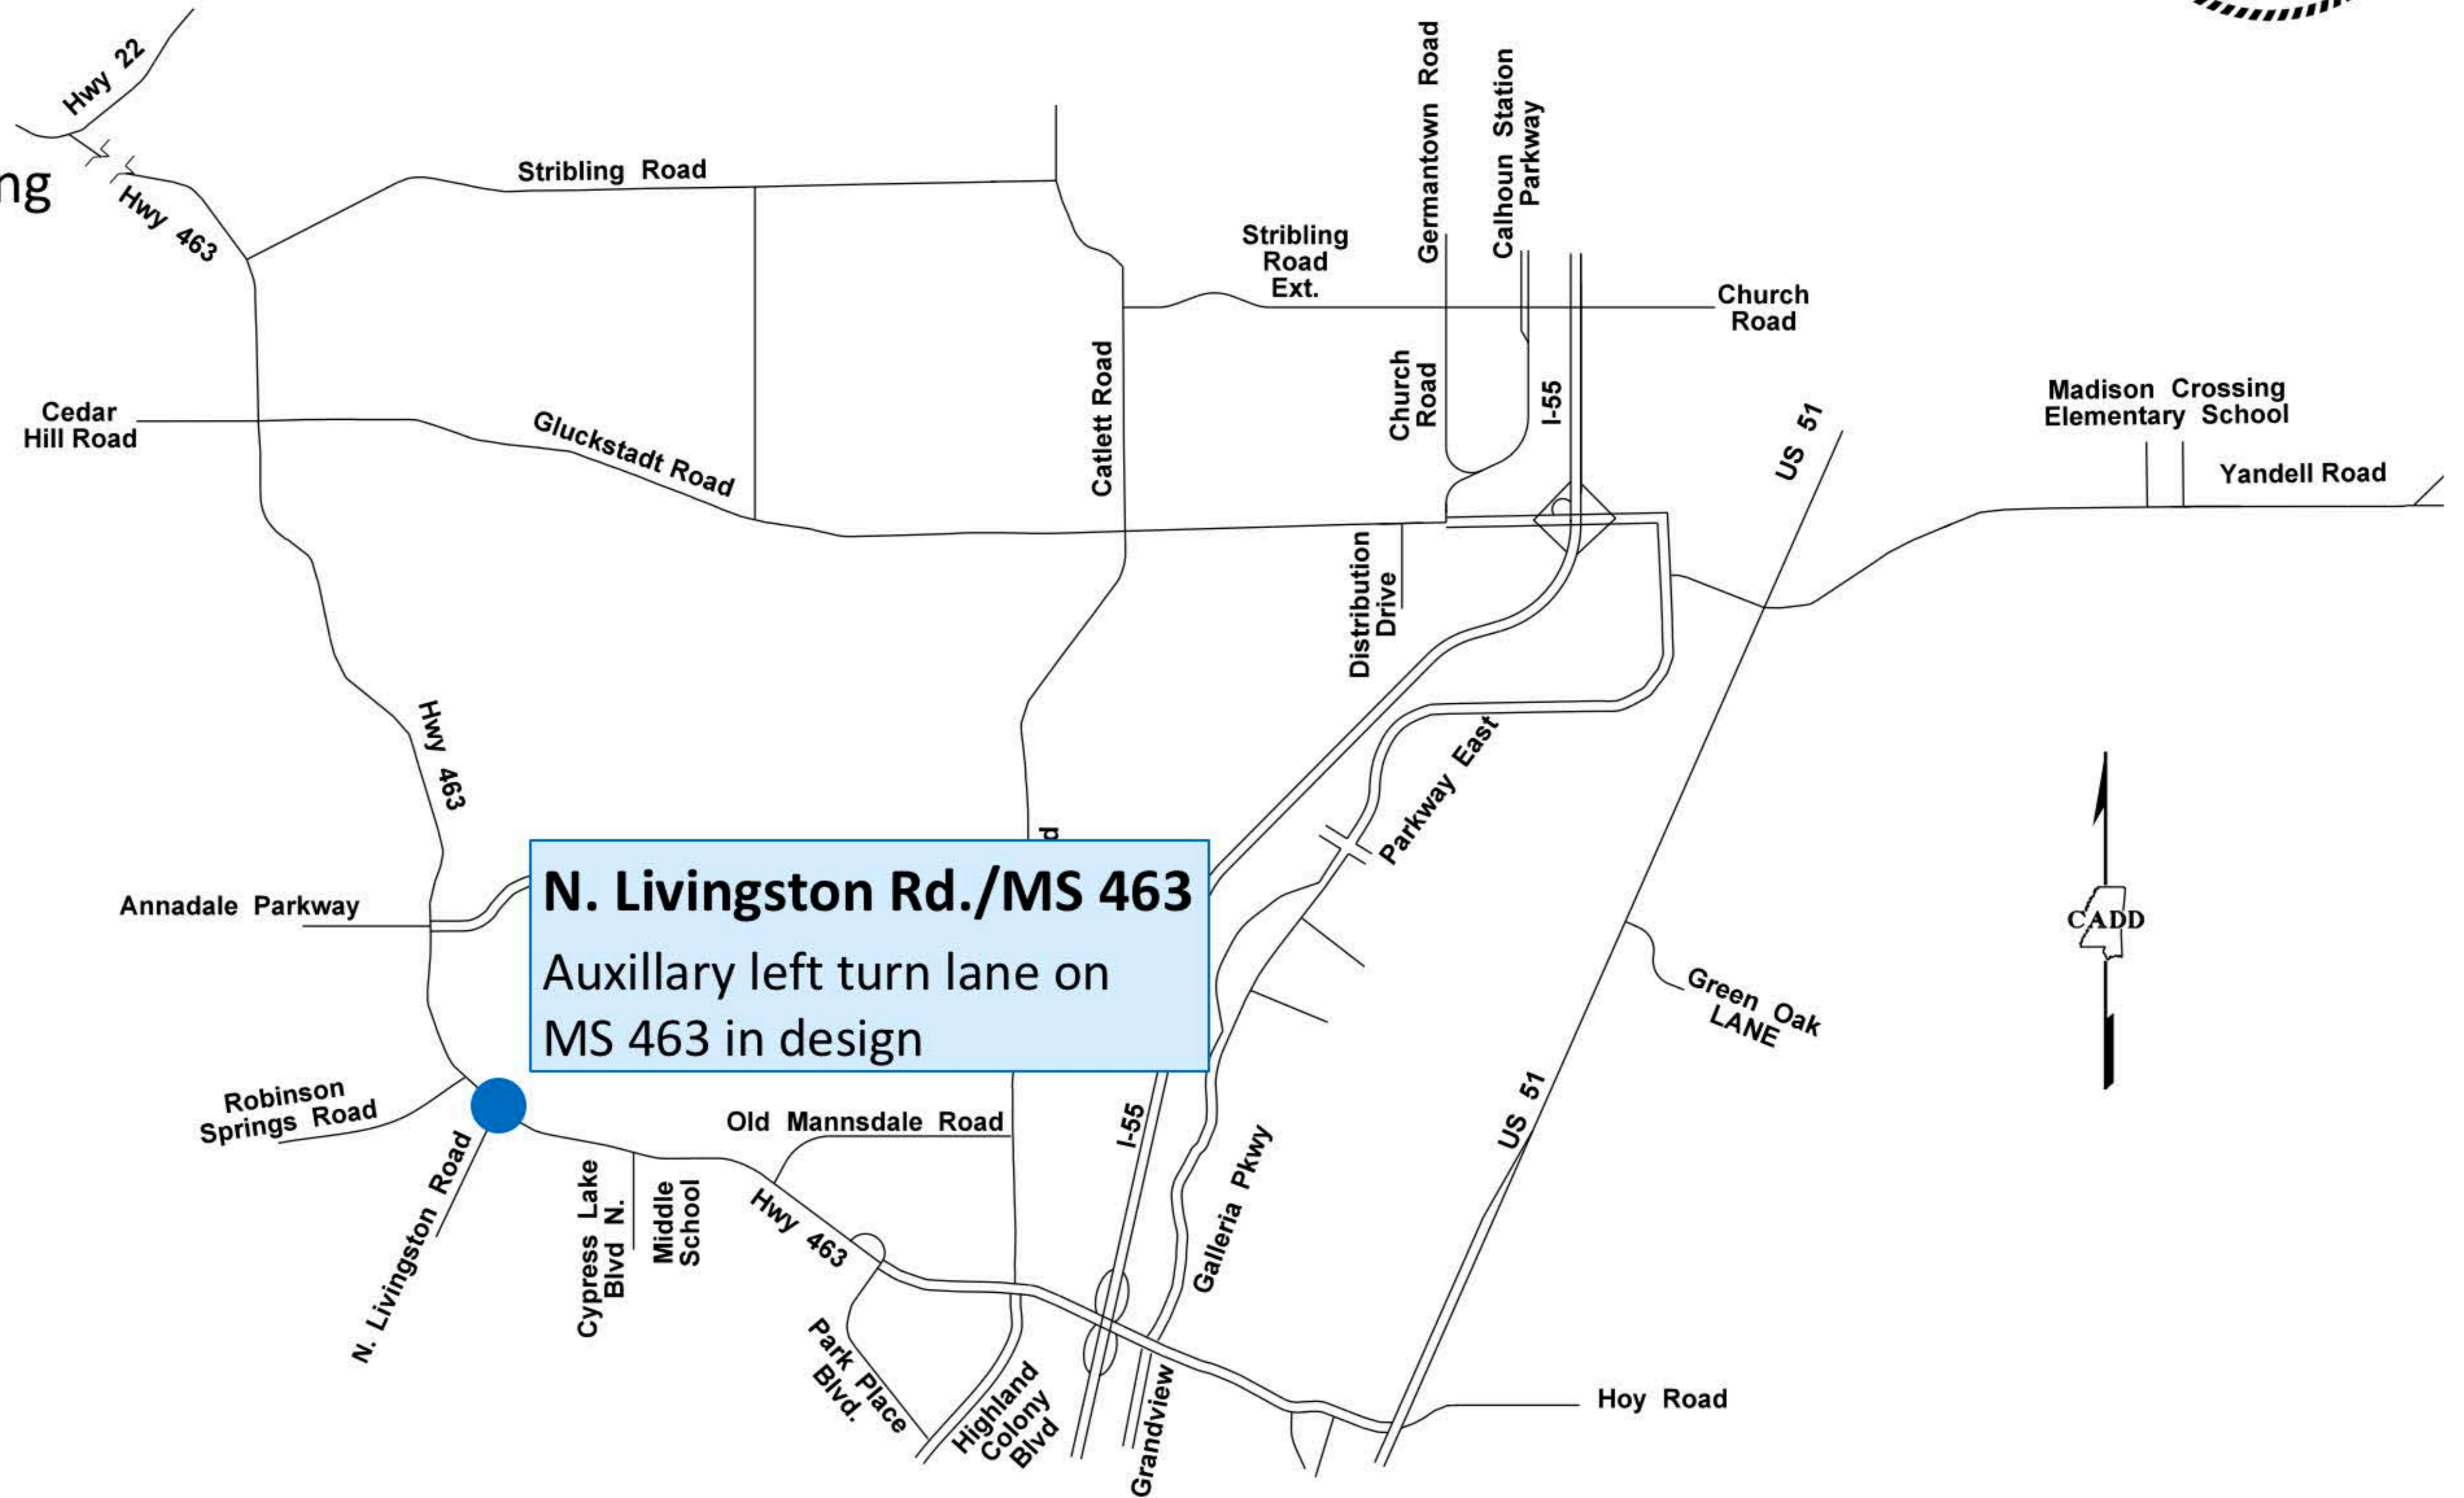 Hwy 22
ng
Hwy 463
Stribling Road
Stribling
Road
Ext.
Germantown Road
Calhoun Station
Parkway
Church
Road
Church
Road
I-55
Catlett Road
Cedar
Hill Road
Gluckstadt Road
US 51
Madison Crossing
Elementary School
Yandell Road
Distribution
Drive
Hwy 463
Parkway East
d
N. Livingston Rd./MS 463
Auxillary left turn lane on
MS 463 in design
Annadale Parkway
CADD
Green Oak
LANE
Robinson
Springs Road
N. Livingston Road
Old Mannsdale Road
I-55
US 51
Cypress Lake
Blvd N.
Middle
School
Hwy 463
Galleria Pkwy
Park Place
Blvd.
Highland
Colony
Blvd
Grandview
Hoy Road